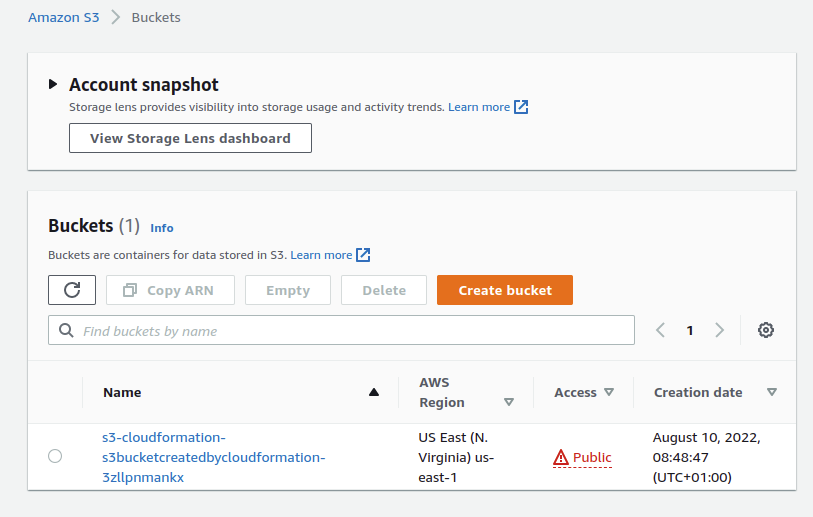 Amazon S3 > Buckets
Account snapshot
Storage lens provides visibility into storage usage and activity trends. Learn more
View Storage Lens dashboard
Buckets (1) Info
Buckets are containers for data stored in S3. Learn more
Copy ARN Empty Delete Create bucket
Find buckets by name 1
Name AWS Region Access Creation date
s3-cloudformation- US East (N. August 10, 2022,
s3bucketcreatedbycloudformation- Virginia) us- Public 08:48:47
3zllpnmankx east-1 (UTC+01:00)